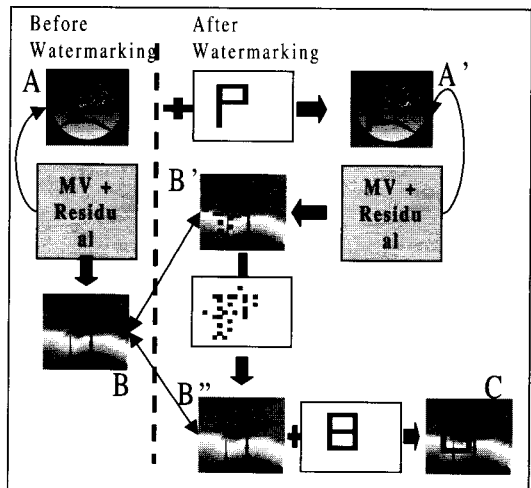 Before
Watermarking
After
Watermarking
A
P
A'
MV +
Residu
al
B'
MV +
Residu
al
B
B"
B
C